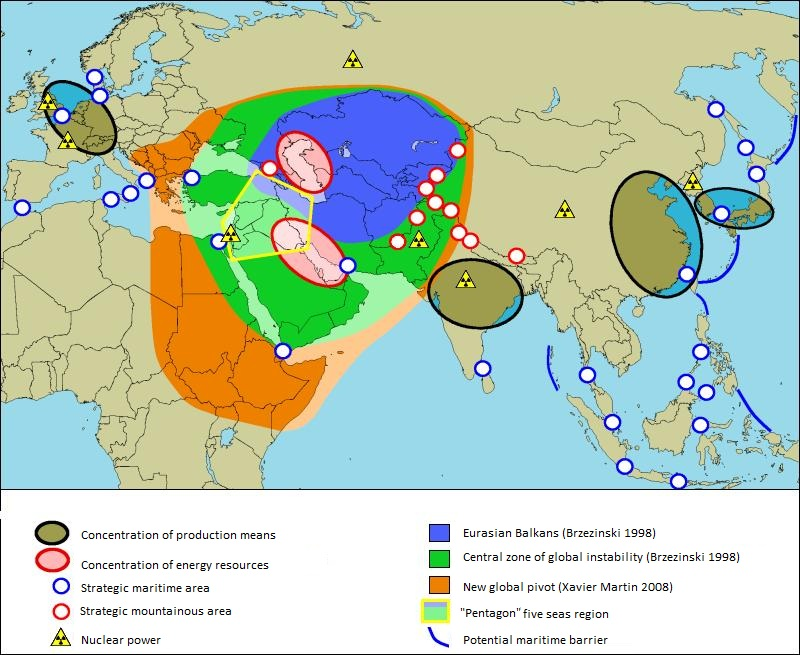 Concentration of production means
Concentration of energy resources
Strategic maritime area
Strategic mountainous area
Nuclear power
Eurasian Balkans (Brzezinski 1998)
Central zone of global instability (Brzezinski 1998)
New global pivot (Xavier Martin 2008)
"Pentagon" five seas region
Potential maritime barrier